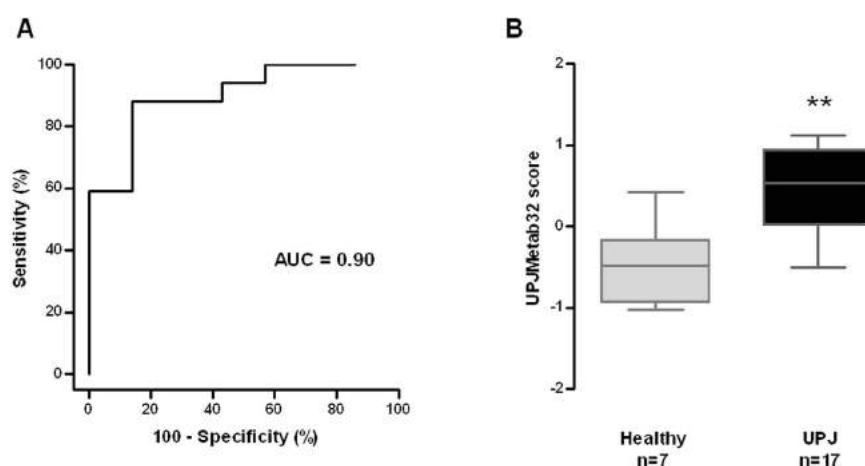 A
Sensitivity (%)
100
80
60
40
20
0
AUC = 0.90
0 20 40 60 80 100
100 - Specificity (%)
B
UPJMetab32 score
2
1
0
-1
-2
**
Healthy
n=7
UPJ
n=17